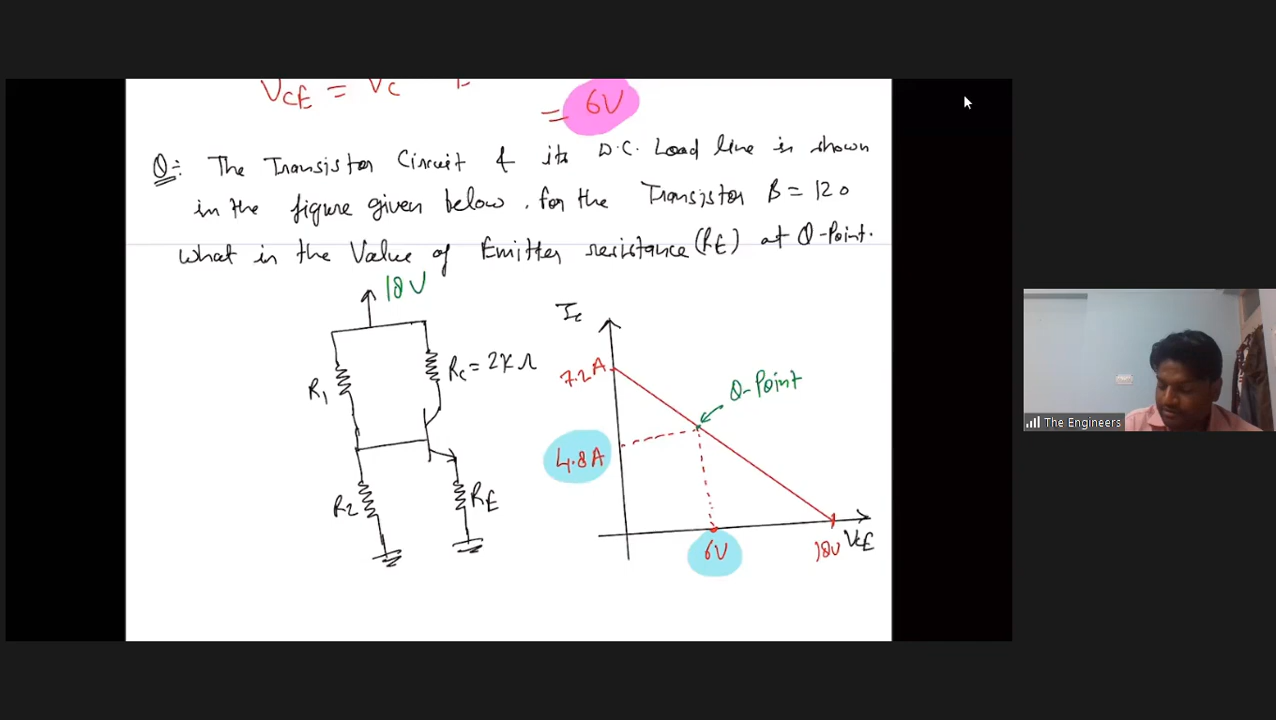 VCE = VC E
= 6V
Q:- The Transistor Circuit & its D.C. Load line is shown
in the figure given below. for the Transistor B = 120
What is the Value of Emitter resistance (RE) at Q-Point.
18V
Ic
RC = 2KΩ
7.2A
Q-Point
R1
4.8A
The Engineers
R2
RE
6V
18V
VCE